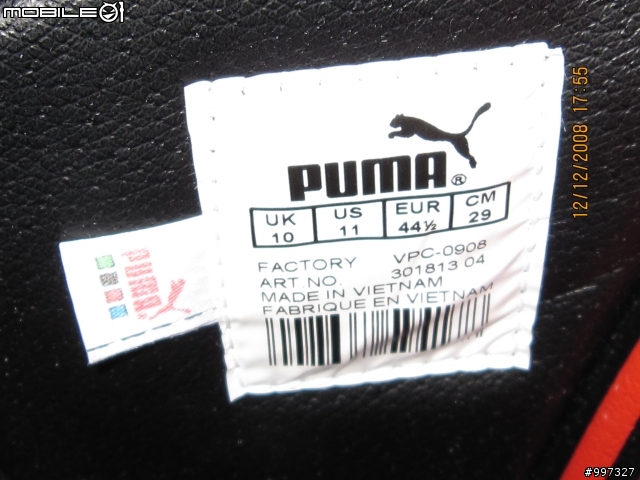 MOBILE01
12/12/2008 17:55
PUMA®
UK US EUR CM
10 11 44½ 29
FACTORY VPC-0908
ART.NO. 301813 04
MADE IN VIETNAM
FABRIQUE EN VIETNAM
PUMA
#997327